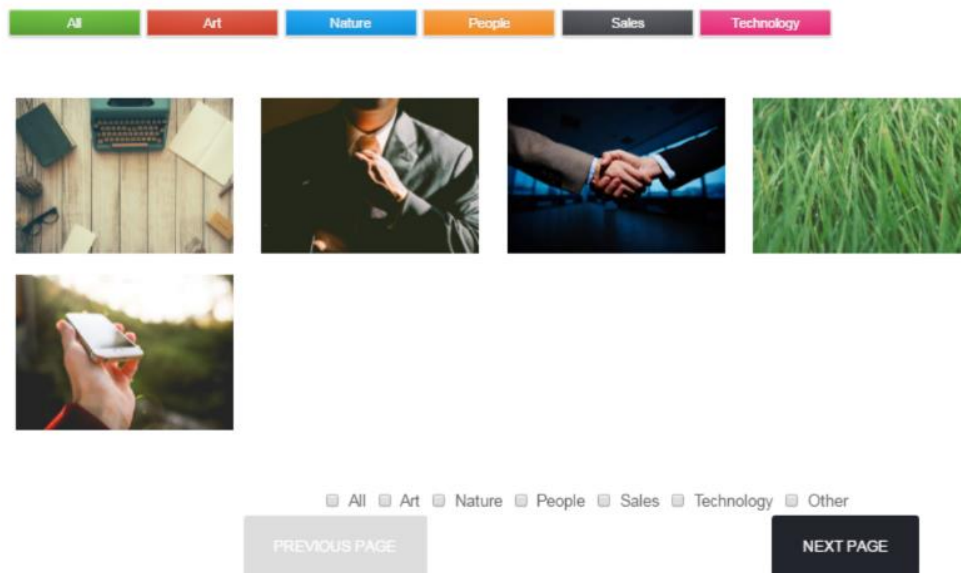 All Art Nature People Sales Technology
All Art Nature People Sales Technology Other
PREVIOUS PAGE NEXT PAGE